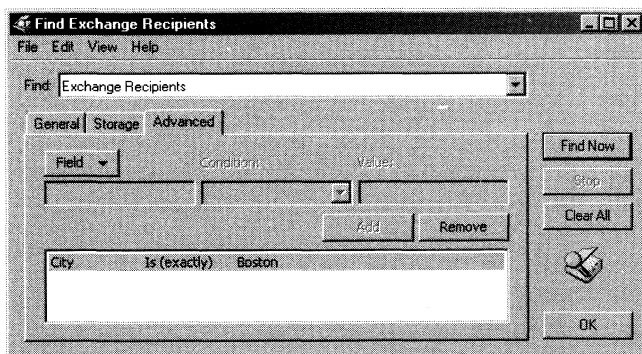 Find Exchange Recipients
File Edit View Help
Find: Exchange Recipients
General Storage Advanced
Field Condition: Value:
Add Remove
City Is (exactly) Boston
Find Now
Stop
Clear All
OK